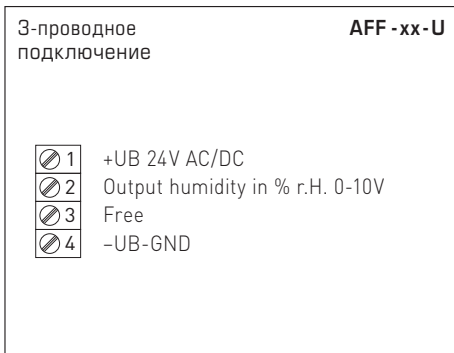 3-проводное AFF-xx-U
подключение
1 +UB 24V AC/DC
2 Output humidity in % r.H. 0-10V
3 Free
4 –UB-GND